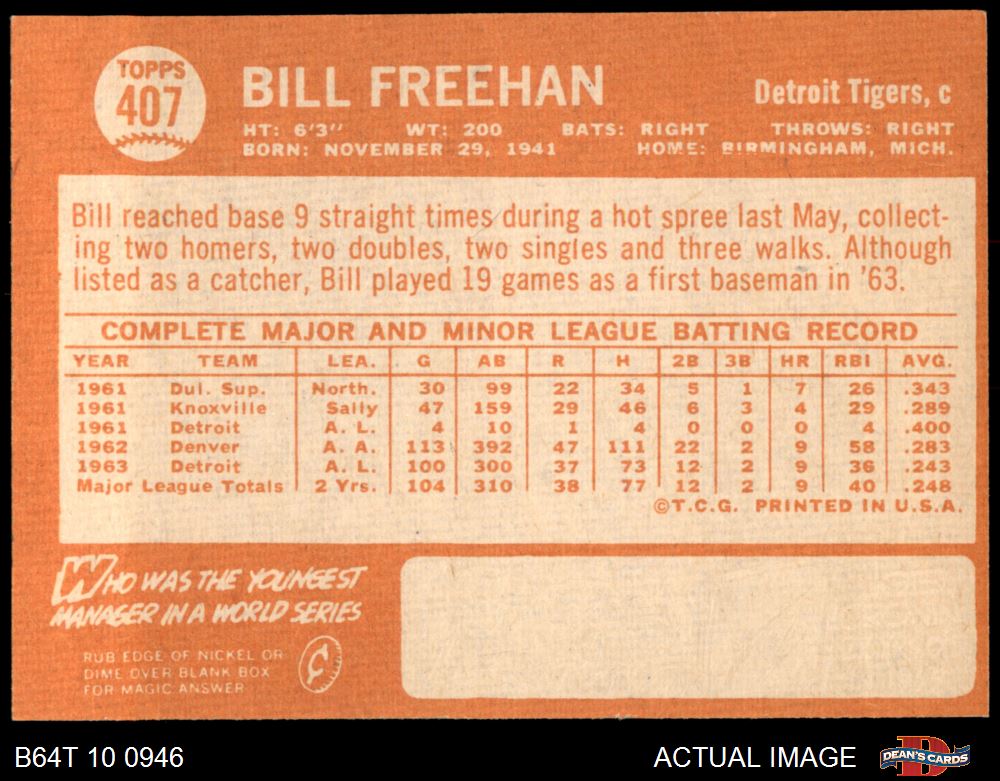 TOPPS
407
BILL FREEHAN
Detroit Tigers, c
HT: 6'3" WT: 200 BATS: RIGHT THROWS: RIGHT
BORN: NOVEMBER 29, 1941 HOME: BIRMINGHAM, MICH.
Bill reached base 9 straight times during a hot spree last May, collect-
ing two homers, two doubles, two singles and three walks. Although
listed as a catcher, Bill played 19 games as a first baseman in '63.
COMPLETE MAJOR AND MINOR LEAGUE BATTING RECORD
YEAR TEAM LEA. G AB R H 2B 3B HR RBI AVG.
1961 Dul. Sup. North. 30 99 22 34 5 1 7 26 .343
1961 Knoxville Sally 47 159 29 46 6 3 4 29 .289
1961 Detroit A. L. 4 10 1 4 0 0 0 4 .400
1962 Denver A. A. 113 392 47 111 22 2 9 58 .283
1963 Detroit A. L. 100 300 37 73 12 2 9 36 .243
Major League Totals 2 Yrs. 104 310 38 77 12 2 9 40 .248
©T.C.G. PRINTED IN U.S.A.
WHO WAS THE YOUNGEST
MANAGER IN A WORLD SERIES
RUB EDGE OF NICKEL OR
DIME OVER BLANK BOX
FOR MAGIC ANSWER
¢
B64T 10 0946
ACTUAL IMAGE
DEAN'S CARDS